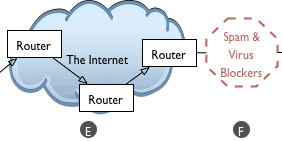 Router
The Internet
Router
Router
Spam &
Virus
Blockers
E
F